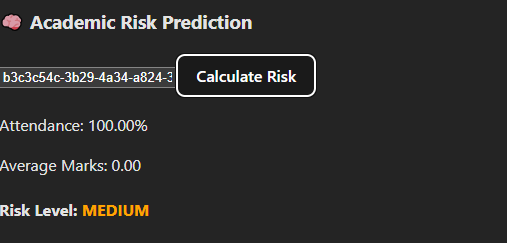 🧠 Academic Risk Prediction
b3c3c54c-3b29-4a34-a824-3 Calculate Risk
Attendance: 100.00%
Average Marks: 0.00
Risk Level: MEDIUM